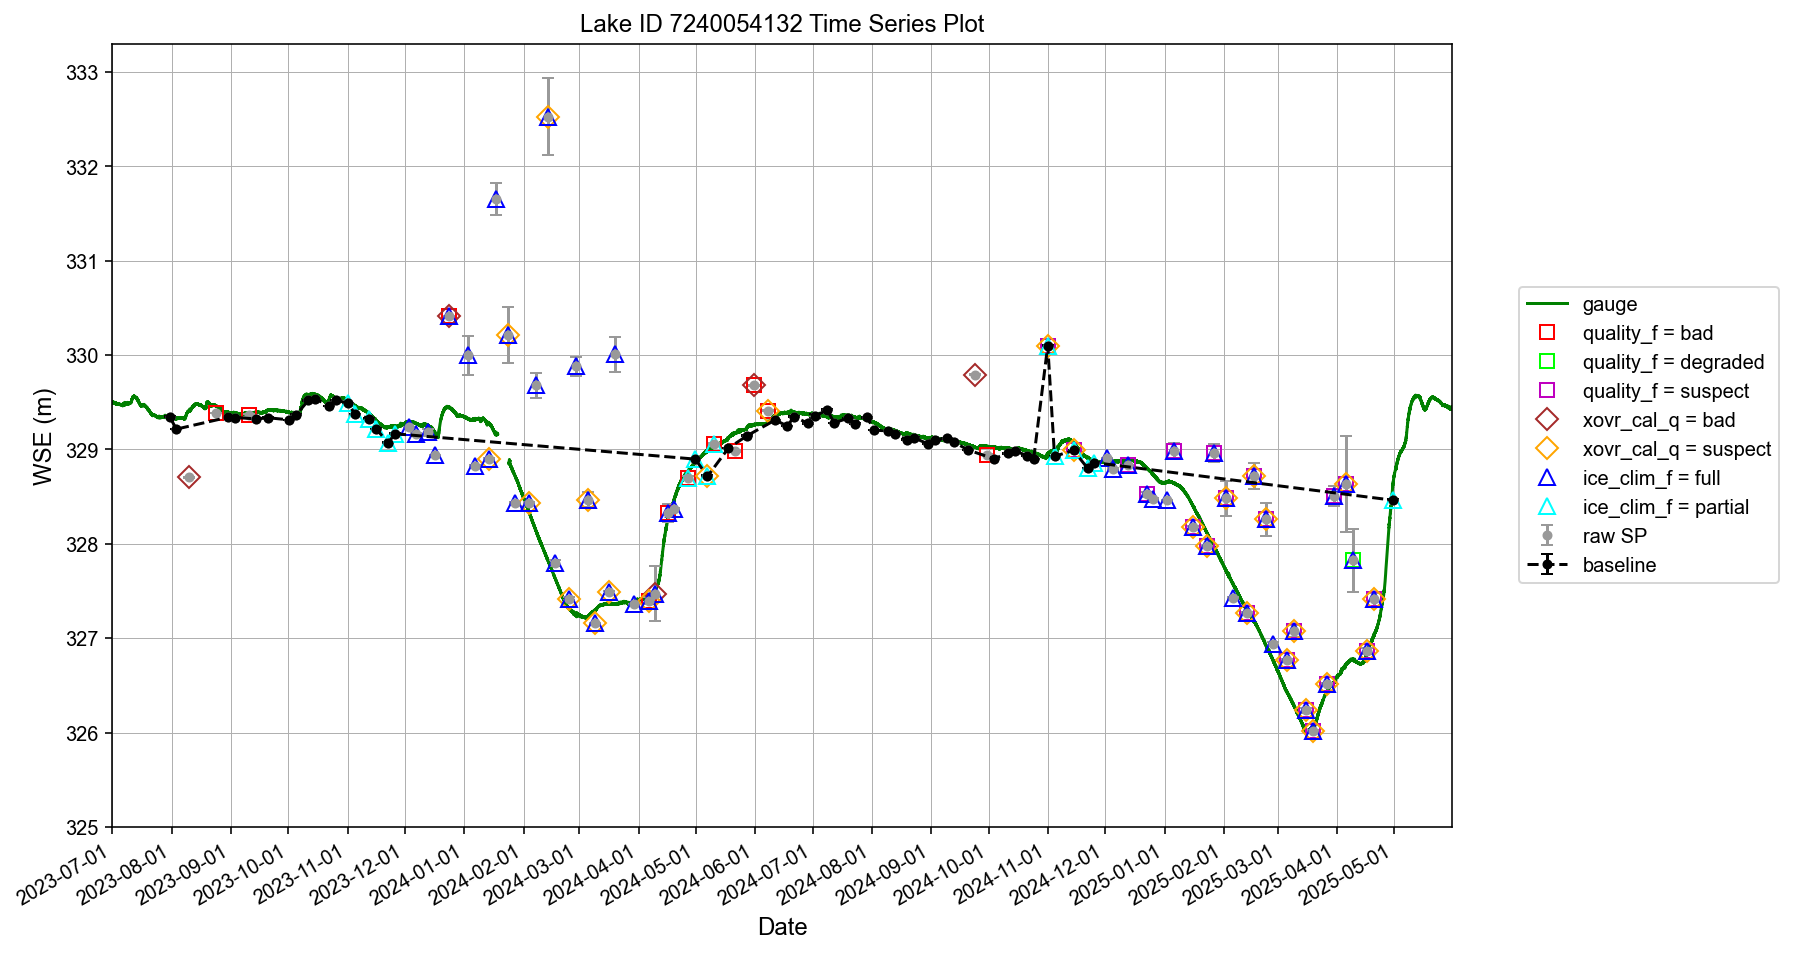 Lake ID 7240054132 Time Series Plot
WSE (m)
333
332
331
330
329
328
327
326
325
2023-07-01
2023-08-01
2023-09-01
2023-10-01
2023-11-01
2023-12-01
2024-01-01
2024-02-01
2024-03-01
2024-04-01
2024-05-01
2024-06-01
2024-07-01
2024-08-01
2024-09-01
2024-10-01
2024-11-01
2024-12-01
2025-01-01
2025-02-01
2025-03-01
2025-04-01
2025-05-01
Date
gauge
quality_f = bad
quality_f = degraded
quality_f = suspect
xovr_cal_q = bad
xovr_cal_q = suspect
ice_clim_f = full
ice_clim_f = partial
raw SP
baseline